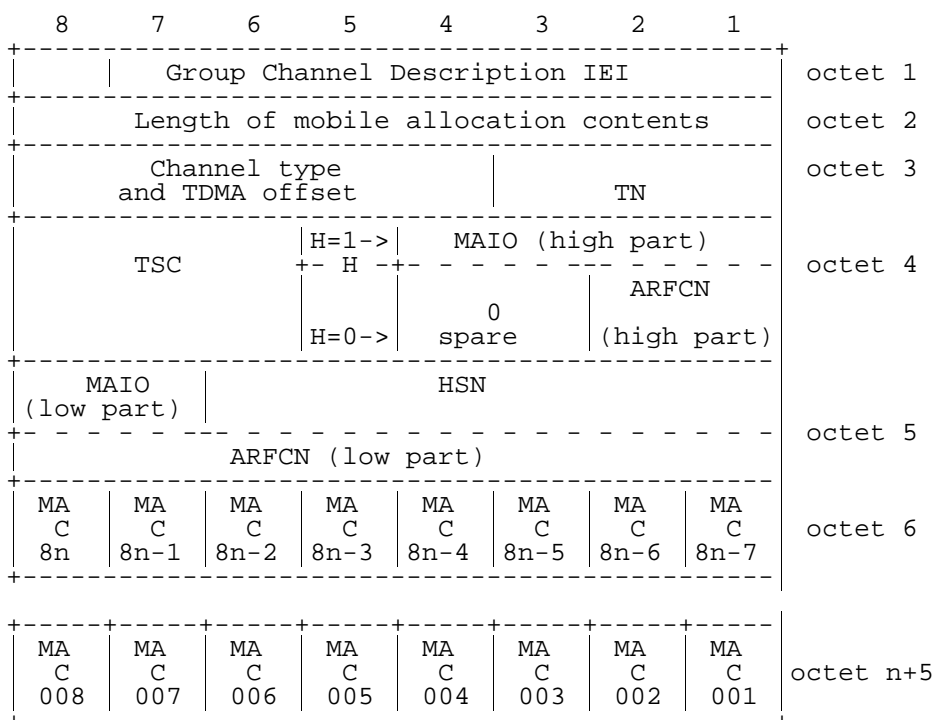 8 7 6 5 4 3 2 1
Group Channel Description IEI octet 1
Length of mobile allocation contents octet 2
Channel type octet 3
and TDMA offset TN
H=1-> MAIO (high part)
TSC +- H -+- - - - - --- - - - - - octet 4
ARFCN
0
H=0-> spare (high part)
MAIO HSN
(low part)
octet 5
ARFCN (low part)
MA MA MA MA MA MA MA MA
C C C C C C C C octet 6
8n 8n-1 8n-2 8n-3 8n-4 8n-5 8n-6 8n-7
MA MA MA MA MA MA MA MA
C C C C C C C C octet n+5
008 007 006 005 004 003 002 001